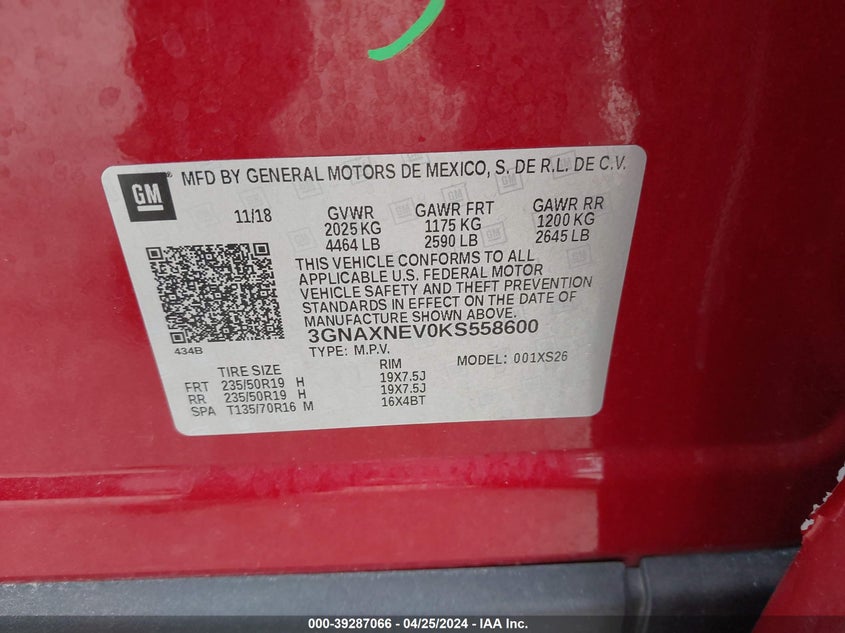 GM
MFD BY GENERAL MOTORS DE MEXICO, S. DE R.L. DE C.V.
11/18 GVWR GAWR FRT GAWR RR
2025 KG 1175 KG 1200 KG
4464 LB 2590 LB 2645 LB
THIS VEHICLE CONFORMS TO ALL
APPLICABLE U.S. FEDERAL MOTOR
VEHICLE SAFETY AND THEFT PREVENTION
STANDARDS IN EFFECT ON THE DATE OF
MANUFACTURE SHOWN ABOVE.
3GNAXNEV0KS558600
434B
TYPE: M.P.V. MODEL: 001XS26
TIRE SIZE RIM
FRT 235/50R19 H 19X7.5J
RR 235/50R19 H 19X7.5J
SPA T135/70R16 M 16X4BT
000-39287066 - 04/25/2024 - IAA Inc.